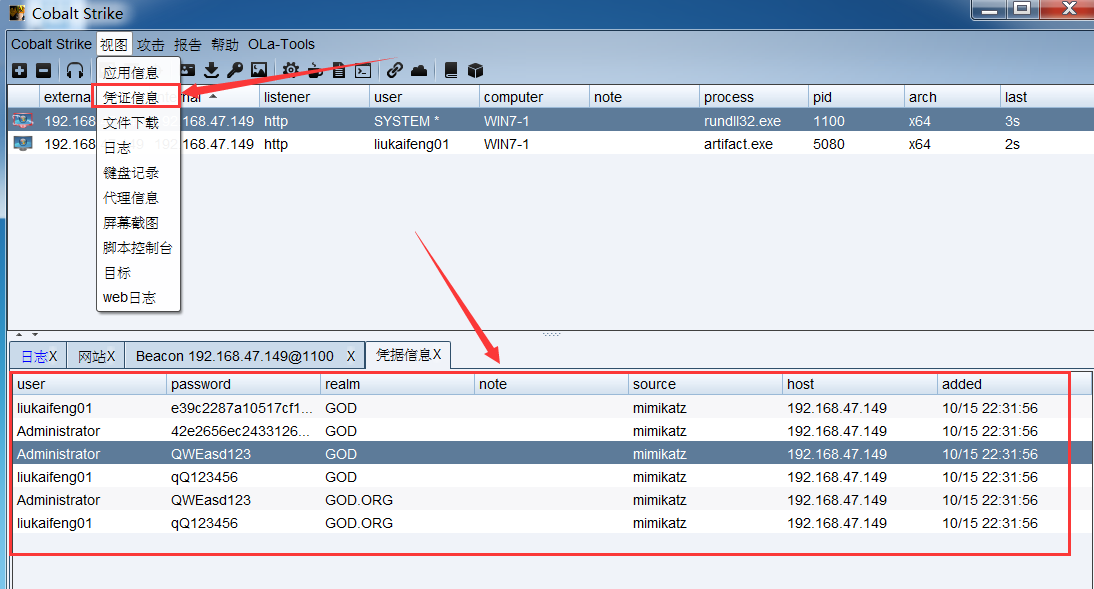 Cobalt Strike
Cobalt Strike 视图 攻击 报告 帮助 OLa-Tools
应用信息
凭证信息
文件下载
日志
键盘记录
代理信息
屏幕截图
脚本控制台
目标
web日志
listener user computer note process pid arch last
192.168.47.149 http SYSTEM * WIN7-1 rundll32.exe 1100 x64 3s
192.168.47.149 http liukaifeng01 WIN7-1 artifact.exe 5080 x64 2s
日志X 网站X Beacon 192.168.47.149@1100 X 凭据信息X
user password realm note source host added
liukaifeng01 e39c2287a10517cf1... GOD mimikatz 192.168.47.149 10/15 22:31:56
Administrator 42e2656ec2433126... GOD mimikatz 192.168.47.149 10/15 22:31:56
Administrator QWEasd123 GOD mimikatz 192.168.47.149 10/15 22:31:56
liukaifeng01 qQ123456 GOD mimikatz 192.168.47.149 10/15 22:31:56
Administrator QWEasd123 GOD.ORG mimikatz 192.168.47.149 10/15 22:31:56
liukaifeng01 qQ123456 GOD.ORG mimikatz 192.168.47.149 10/15 22:31:56